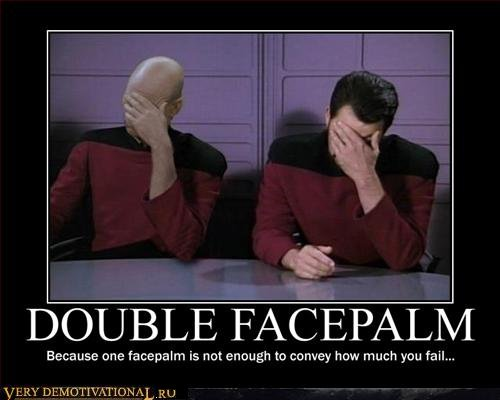 DOUBLE FACEPALM
Because one facepalm is not enough to convey how much you fail...
VERY DEMOTIVATIONAL.RU